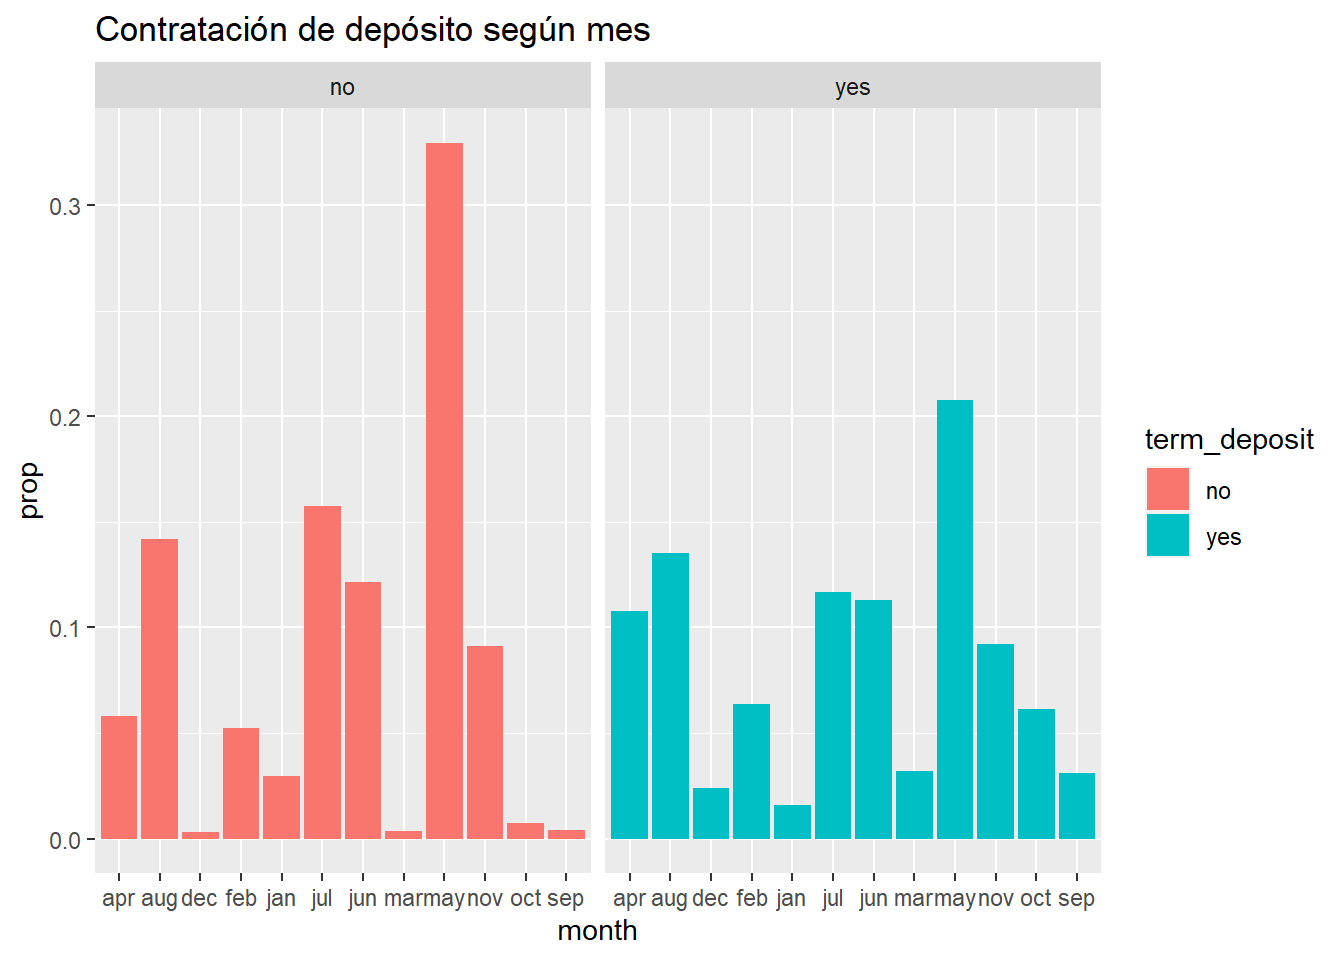 Contratación de depósito según mes
no
yes
0.3
0.2
0.1
0.0
prop
apr aug dec feb jan jul jun mar may nov oct sep
apr aug dec feb jan jul jun mar may nov oct sep
month
term_deposit
no
yes